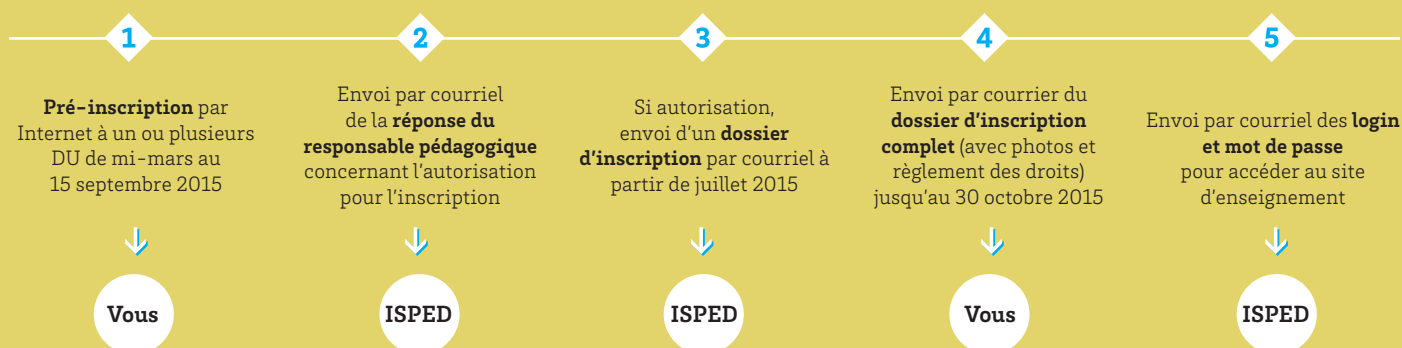 1
Pré-inscription par
Internet à un ou plusieurs
DU de mi-mars au
15 septembre 2015
Vous
2
Envoi par courriel
de la réponse du
responsable pédagogique
concernant l'autorisation
pour l'inscription
ISPED
3
Si autorisation,
envoi d'un dossier
d'inscription par courriel à
partir de juillet 2015
ISPED
4
Envoi par courrier du
dossier d'inscription
complet (avec photos et
règlement des droits)
jusqu'au 30 octobre 2015
Vous
5
Envoi par courriel des login
et mot de passe
pour accéder au site
d'enseignement
ISPED